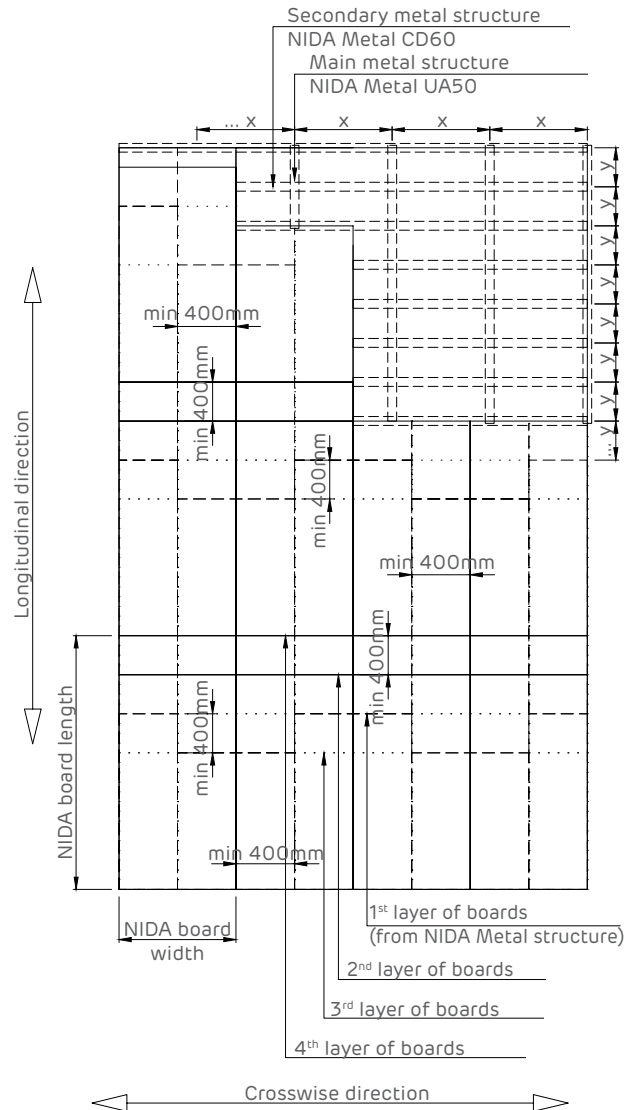 Secondary metal structure
NIDA Metal CD60
Main metal structure
NIDA Metal UA50
... x
x
x
x
y
y
y
y
y
y
y
... y
min 400mm
min 400mm
min 400mm
Longitudinal direction
min 400mm
min 400mm
min 400mm
NIDA board length
min 400mm
NIDA board
width
1st layer of boards
(from NIDA Metal structure)
2nd layer of boards
3rd layer of boards
4th layer of boards
Crosswise direction